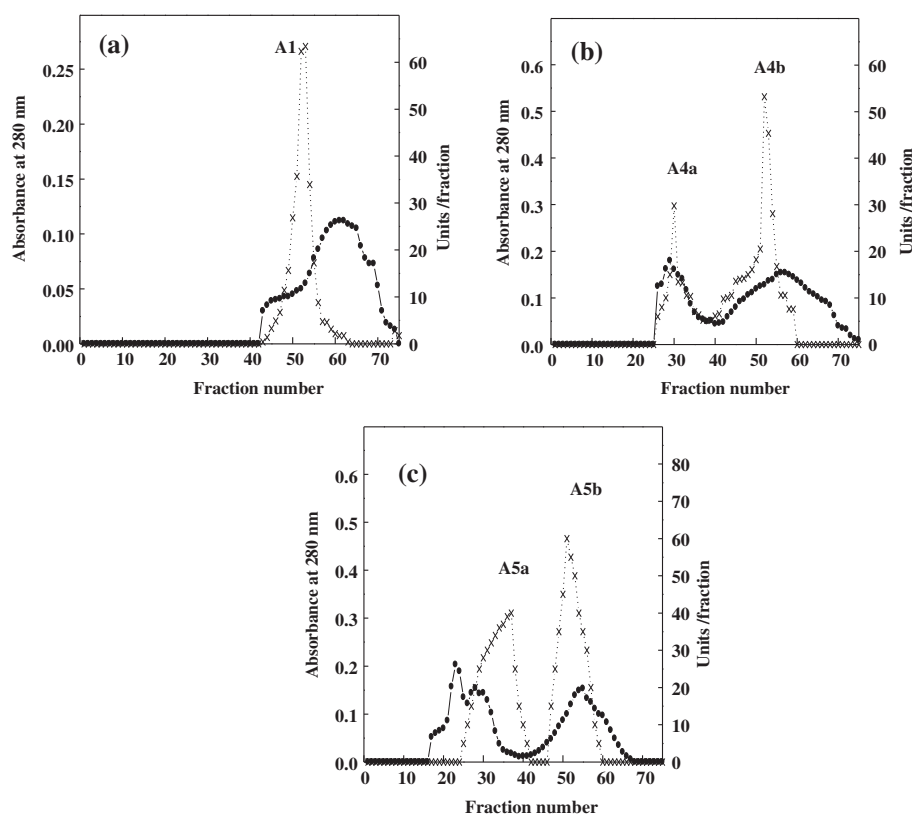 (a)
A1
Absorbance at 280 nm
0.25
0.20
0.15
0.10
0.05
0.00
60
50
40
30
20
10
0
Units /fraction
0 10 20 30 40 50 60 70
Fraction number
(b)
A4a
A4b
Absorbance at 280 nm
0.6
0.5
0.4
0.3
0.2
0.1
0.0
60
50
40
30
20
10
0
Units /fraction
0 10 20 30 40 50 60 70
Fraction number
(c)
A5a
A5b
Absorbance at 280 nm
0.6
0.5
0.4
0.3
0.2
0.1
0.0
80
70
60
50
40
30
20
10
0
Units /fraction
0 10 20 30 40 50 60 70
Fraction number